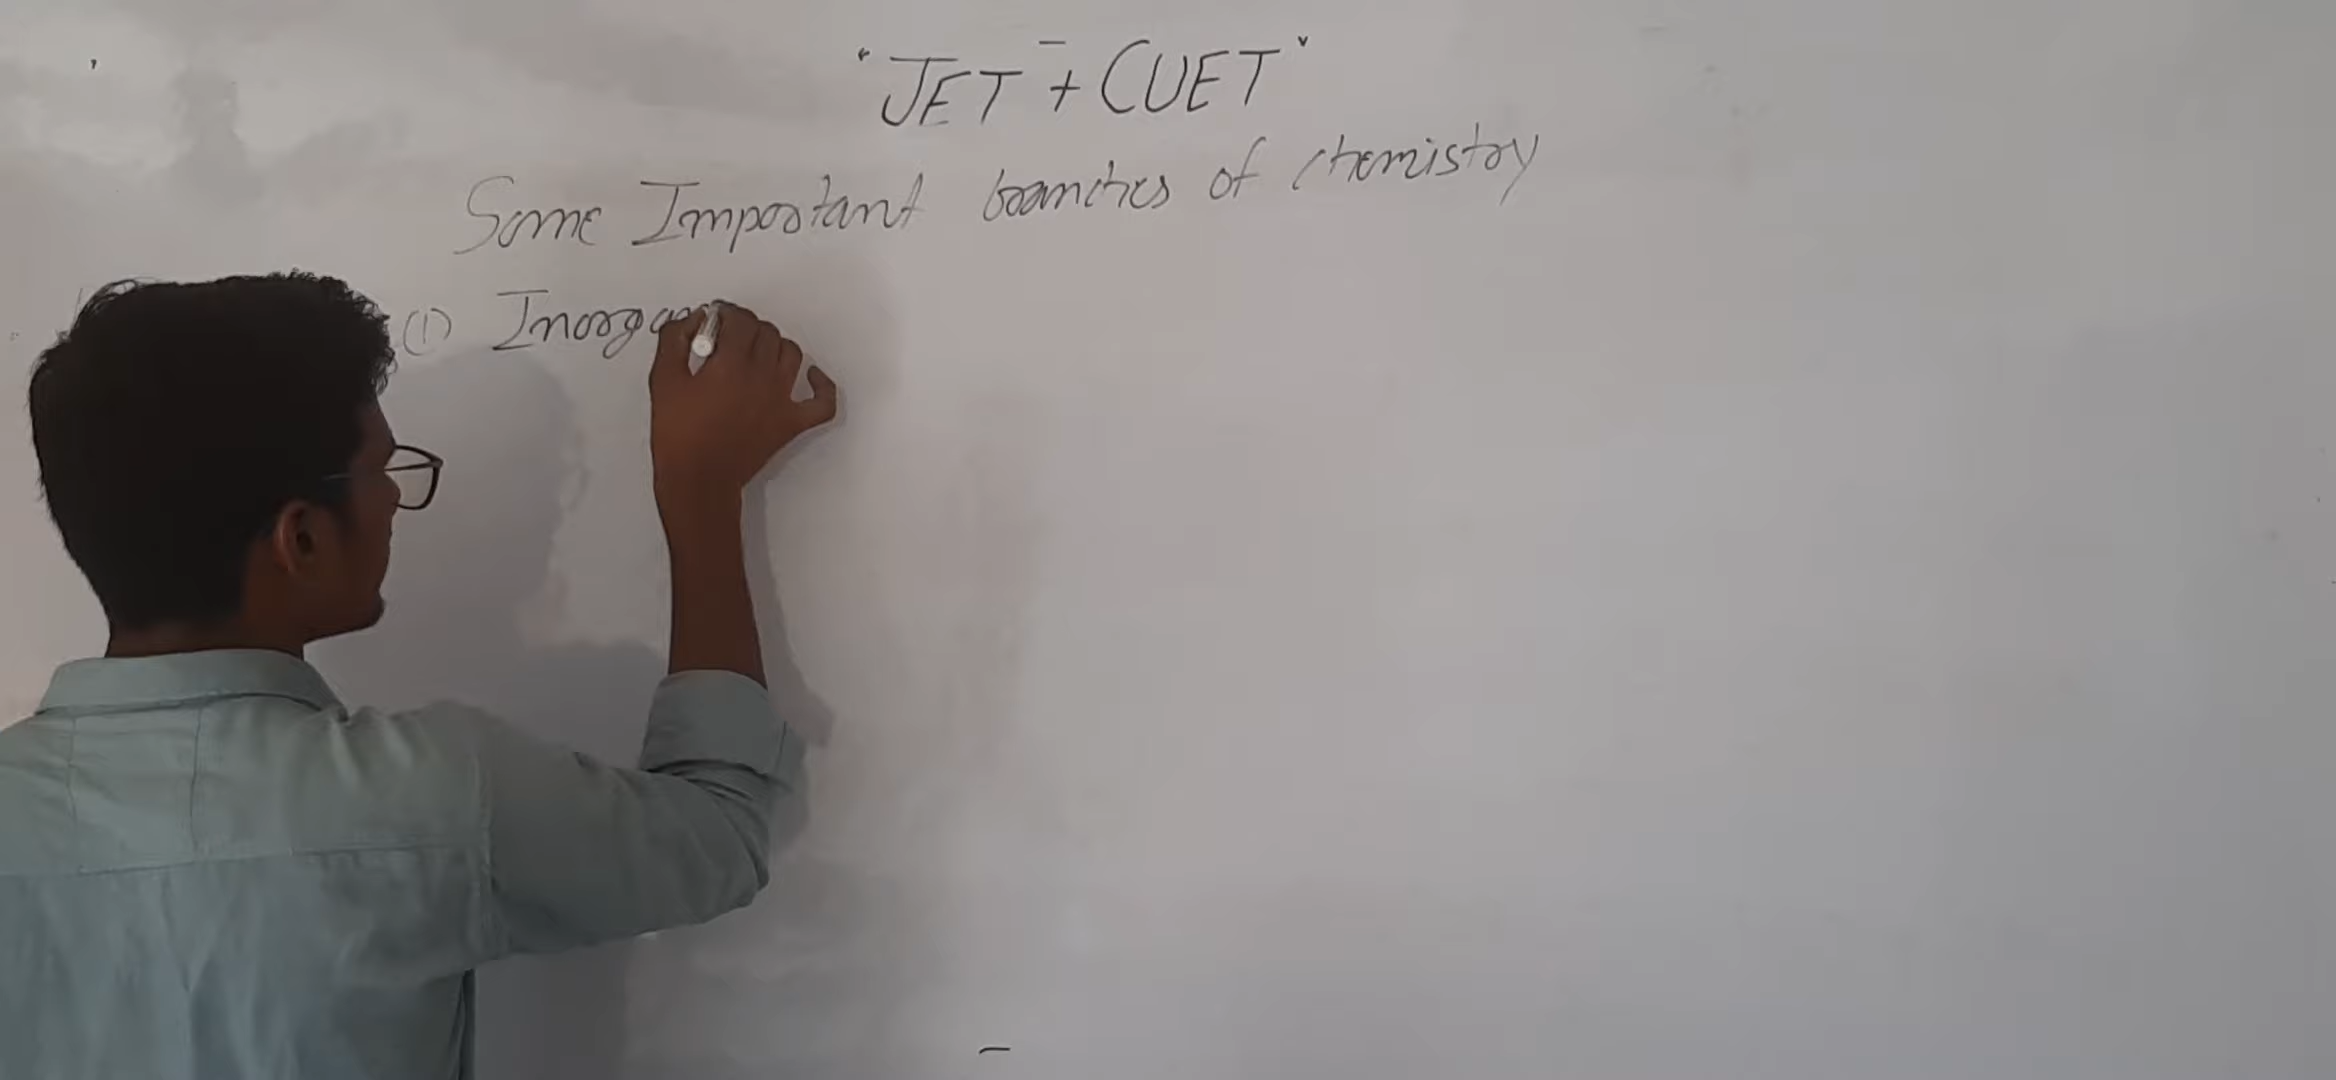 "JET + CUET"
Some Important branches of chemistry
(1) Inorgan